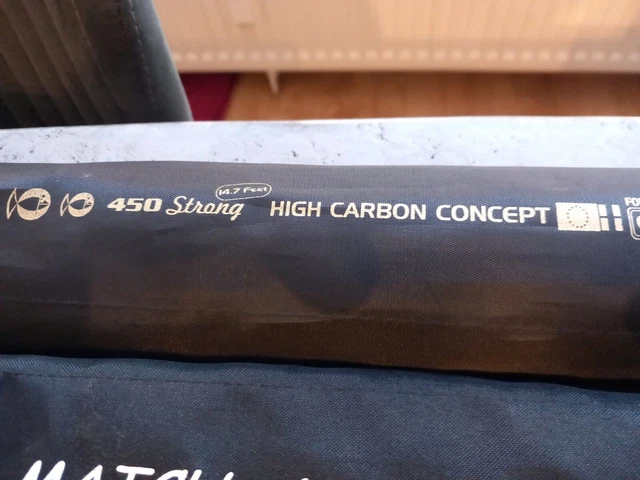 14.7 Feet
450 Strong HIGH CARBON CONCEPT